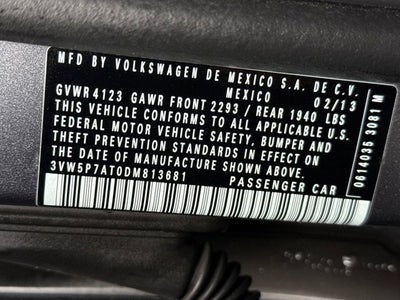 MFD BY VOLKSWAGEN DE MEXICO S.A. DE C.V.
MEXICO 02/13
GVWR 4123 GAWR FRONT 2293 / REAR 1940 LBS
THIS VEHICLE CONFORMS TO ALL APPLICABLE U.S.
FEDERAL MOTOR VEHICLE SAFETY, BUMPER AND
THEFT PREVENTION STANDARDS IN EFFECT ON
THE DATE OF MANUFACTURE SHOWN ABOVE.
3VW5P7AT0DM813681 PASSENGER CAR
0614036 3081 M